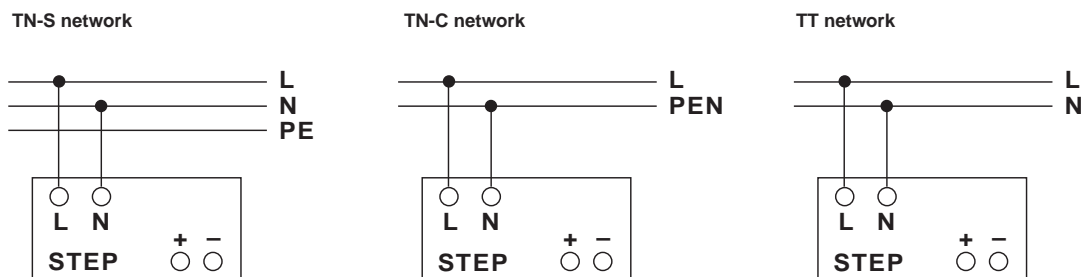 TN-S network
L
N
PE
L N
+ –
STEP
TN-C network
L
PEN
L N
+ –
STEP
TT network
L
N
L N
+ –
STEP